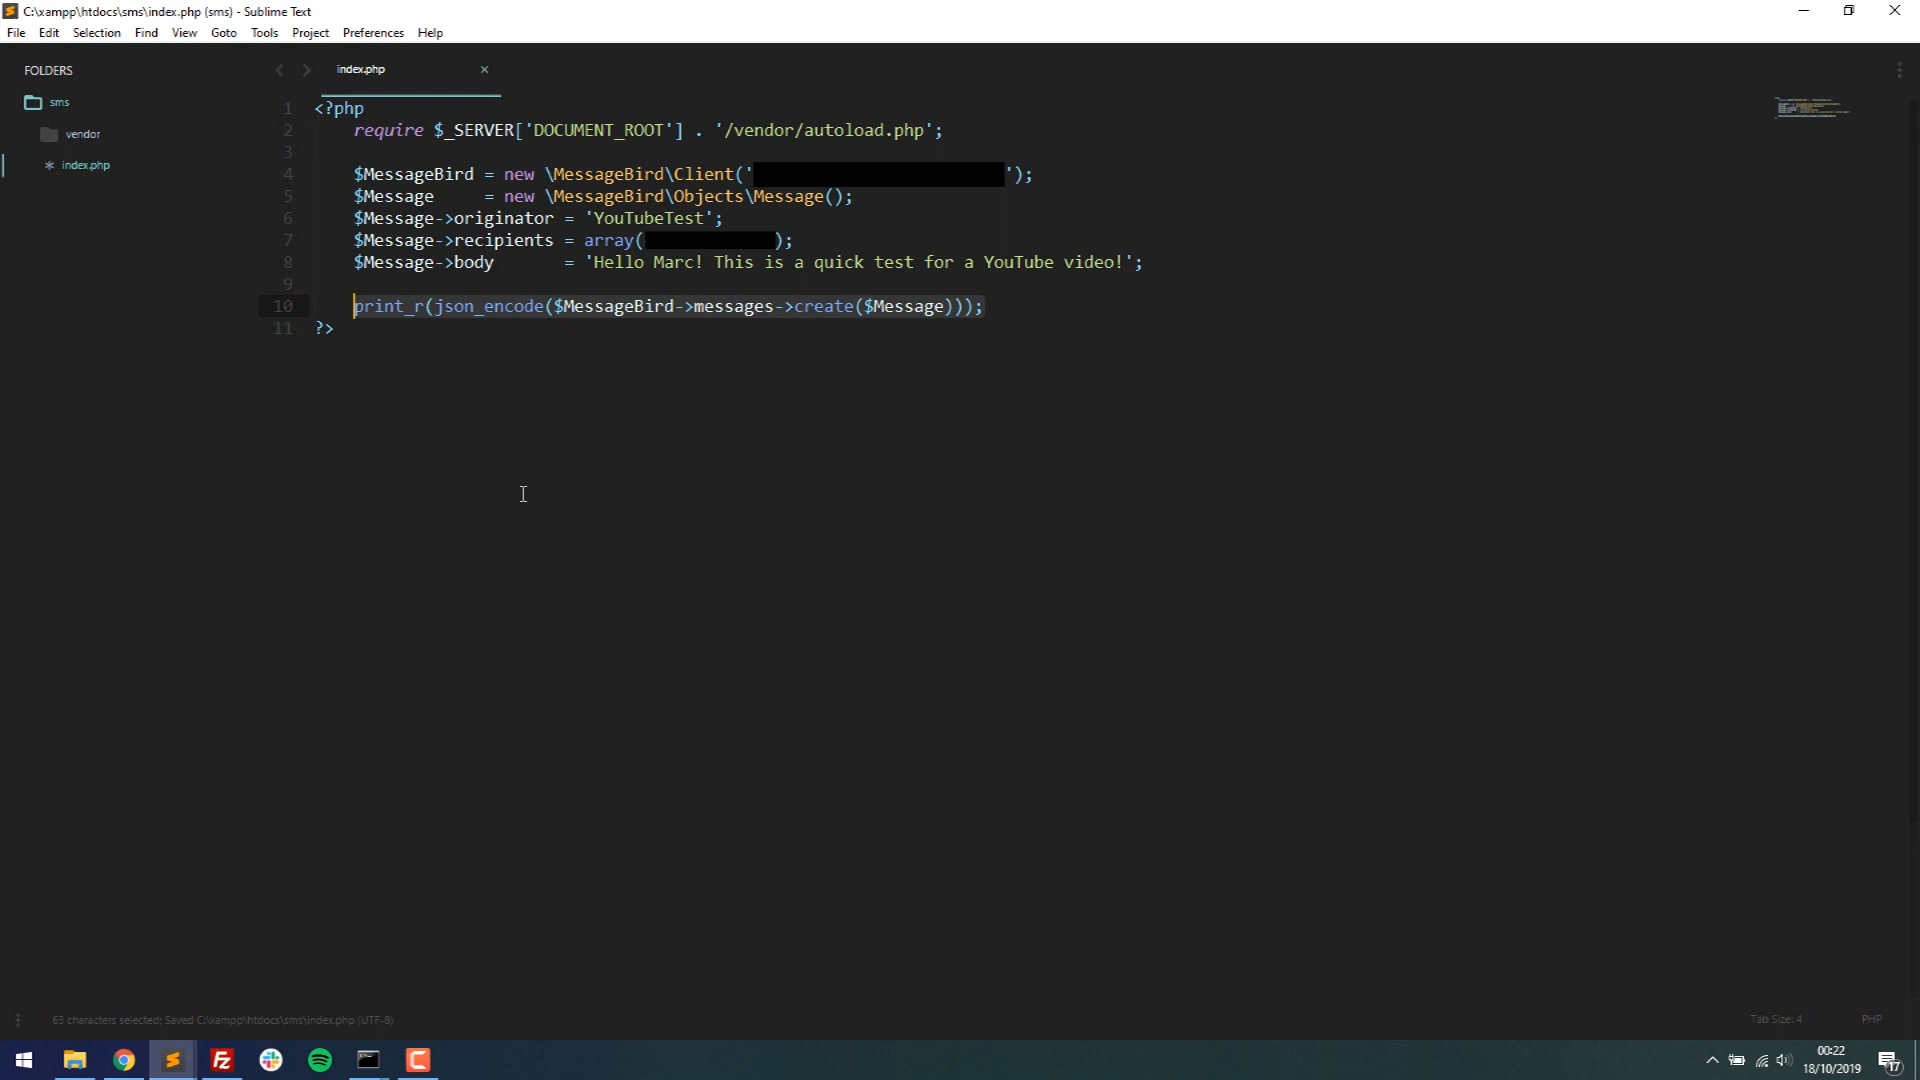 C:\xampp\htdocs\sms\index.php (sms) - Sublime Text
File Edit Selection Find View Goto Tools Project Preferences Help
FOLDERS
sms
vendor
index.php
index.php
1 <?php
2 require $_SERVER['DOCUMENT_ROOT'] . '/vendor/autoload.php';
3
4 $MessageBird = new \MessageBird\Client(' ');
5 $Message = new \MessageBird\Objects\Message();
6 $Message->originator = 'YouTubeTest';
7 $Message->recipients = array( );
8 $Message->body = 'Hello Marc! This is a quick test for a YouTube video!';
9
10 print_r(json_encode($MessageBird->messages->create($Message)));
11 ?>
63 characters selected; Saved C:\xampp\htdocs\sms\index.php (UTF-8)
Tab Size: 4 PHP
00:22
18/10/2019
17